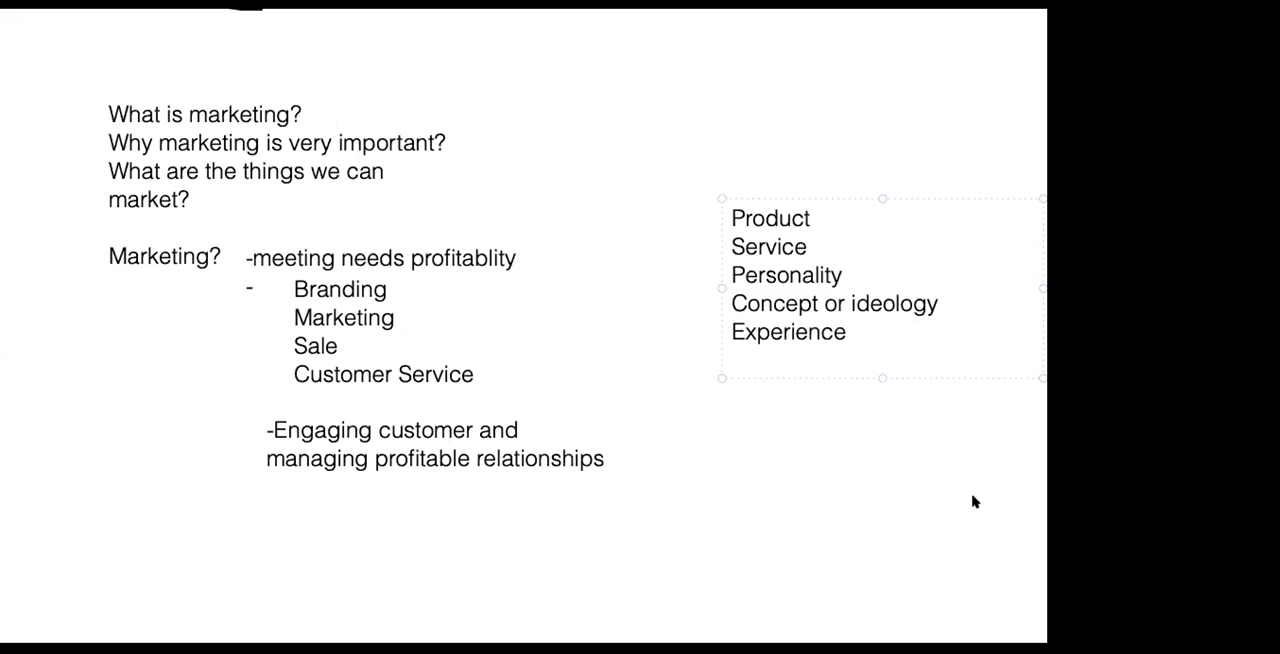 What is marketing?
Why marketing is very important?
What are the things we can
market?
Marketing? -meeting needs profitablity
- Branding
Marketing
Sale
Customer Service
-Engaging customer and
managing profitable relationships
Product
Service
Personality
Concept or ideology
Experience